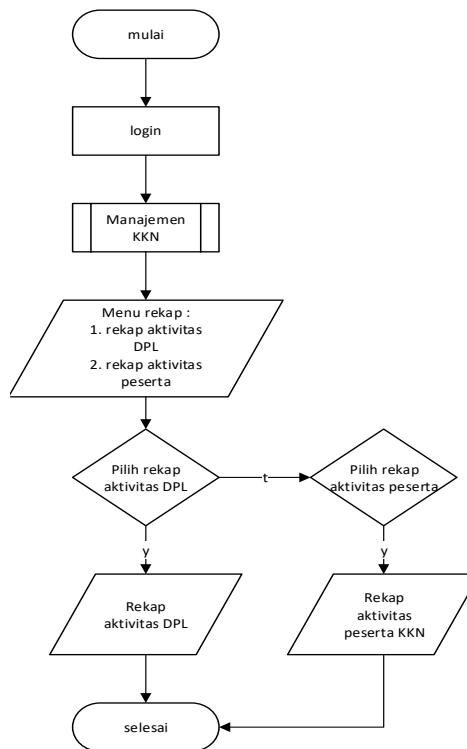 mulai
login
Manajemen
KKN
Menu rekap :
1. rekap aktivitas
DPL
2. rekap aktivitas
peserta
Pilih rekap
aktivitas DPL
t
Pilih rekap
aktivitas peserta
y
y
Rekap
aktivitas DPL
Rekap
aktivitas
peserta KKN
selesai